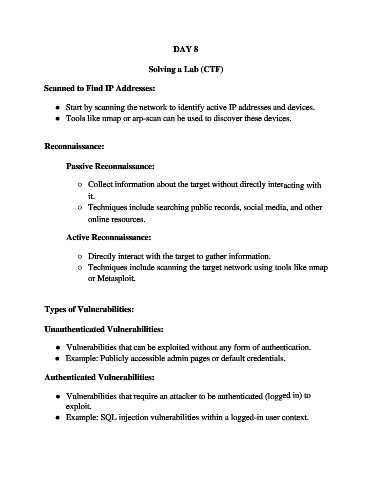 DAY 8
Solving a Lab (CTF)
Scanned to Find IP Addresses:
● Start by scanning the network to identify active IP addresses and devices.
● Tools like nmap or arp-scan can be used to discover these devices.
Reconnaissance:
Passive Reconnaissance:
○ Collect information about the target without directly interacting with
it.
○ Techniques include searching public records, social media, and other
online resources.
Active Reconnaissance:
○ Directly interact with the target to gather information.
○ Techniques include scanning the target network using tools like nmap
or Metasploit.
Types of Vulnerabilities:
Unauthenticated Vulnerabilities:
● Vulnerabilities that can be exploited without any form of authentication.
● Example: Publicly accessible admin pages or default credentials.
Authenticated Vulnerabilities:
● Vulnerabilities that require an attacker to be authenticated (logged in) to
exploit.
● Example: SQL injection vulnerabilities within a logged-in user context.